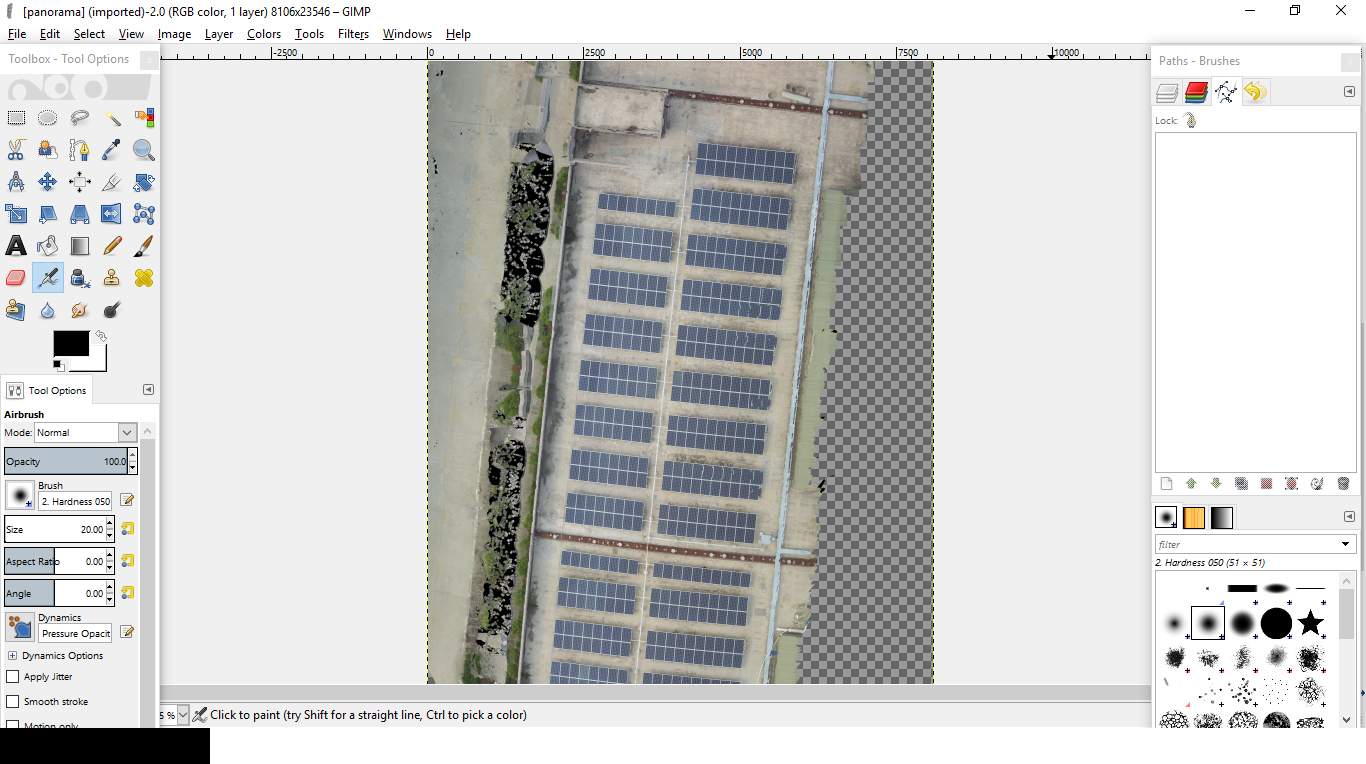 [panorama] (imported)-2.0 (RGB color, 1 layer) 8106x23546 – GIMP
File Edit Select View Image Layer Colors Tools Filters Windows Help
Toolbox - Tool Options
-2500 0 2500 5000 7500 10000
Paths - Brushes
Lock:
Tool Options
Airbrush
Mode: Normal
Opacity 100.0
Brush
2. Hardness 050
Size 20.00
Aspect Ratio 0.00
Angle 0.00
Dynamics
Pressure Opacit
Dynamics Options
Apply Jitter
Smooth stroke
Motion only
filter
2. Hardness 050 (51 × 51)
5 % Click to paint (try Shift for a straight line, Ctrl to pick a color)